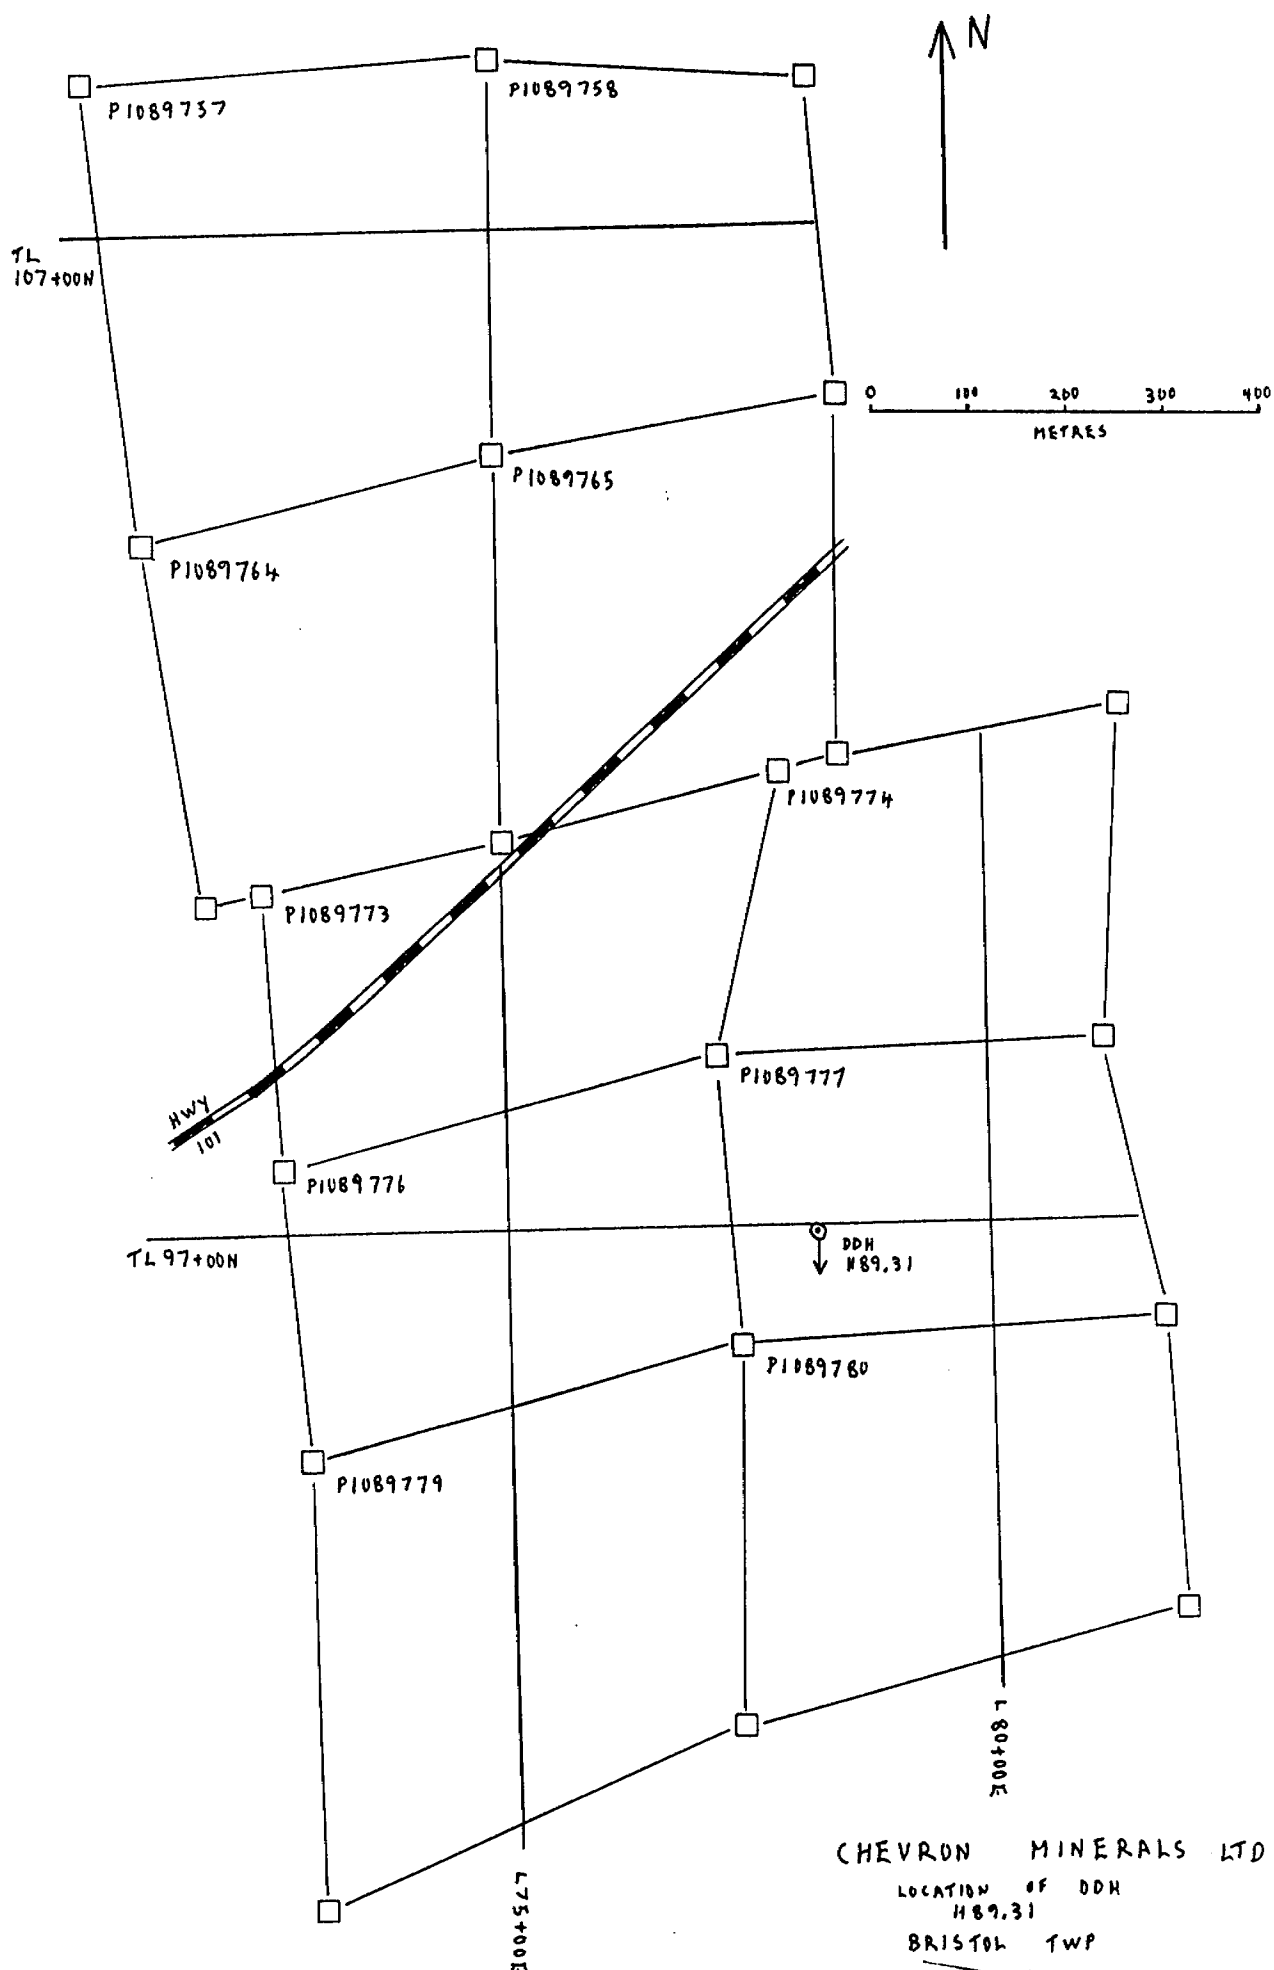 N
P1089757
P1089758
TL
107+00N
0 100 200 300 400
METRES
P1089765
P1089764
P1089774
P1089773
P1089777
HWY
101
P1089776
TL 97+00N
DDH
H89.31
P1089780
P1089779
L 80+00E
L75+00E
CHEVRON MINERALS LTD
LOCATION OF DDH
H89.31
BRISTOL TWP